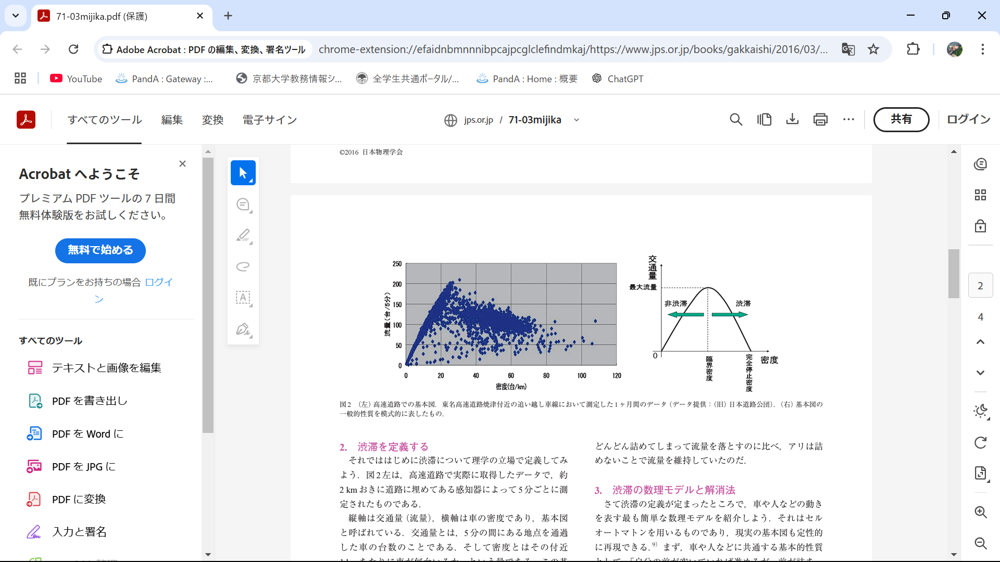 71-03mijika.pdf (保護)
Adobe Acrobat : PDF の編集、変換、署名ツール
chrome-extension://efaidnbmnnnibpcajpcglclefindmkaj/https://www.jps.or.jp/books/gakkaishi/2016/03/...
YouTube
PandA : Gateway :...
京都大学教務情報シ...
全学生共通ポータル/...
PandA : Home : 概要
ChatGPT
すべてのツール
編集
変換
電子サイン
jps.or.jp / 71-03mijika
共有
ログイン
Acrobat へようこそ
プレミアム PDF ツールの 7 日間
無料体験版をお試しください。
無料で始める
既にプランをお持ちの場合 ログイ
ン
すべてのツール
テキストと画像を編集
PDF を書き出し
PDF を Word に
PDF を JPG に
PDF に変換
入力と署名
©2016 日本物理学会
250
200
150
100
50
0
流量(台/5分)
0 20 40 60 80 100 120
密度(台/km)
交通量
最大流量
非渋滞
渋滞
0
臨界密度
完全停止密度
密度
図2 (左) 高速道路での基本図．東名高速道路焼津付近の追い越し車線において測定した1ヶ月間のデータ (データ提供：(旧) 日本道路公団)．(右) 基本図の
一般的性質を模式的に表したもの．
2. 渋滞を定義する
それでははじめに渋滞について理学の立場で定義してみ
よう．図2左は，高速道路で実際に取得したデータで，約
2 km おきに道路に埋めてある感知器によって5分ごとに測
定されたものである．
縦軸は交通量 (流量)，横軸は車の密度であり，基本図
と呼ばれている．交通量とは，5分の間にある地点を通過
した車の台数のことである．そして密度とはその付近
どんどん詰めてしまって流量を落とすのに比べ，アリは詰
めないことで流量を維持していたのだ．
3. 渋滞の数理モデルと解消法
さて渋滞の定義が定まったところで，車や人などの動き
を表す最も簡単な数理モデルを紹介しよう．それはセル
オートマトンを用いるものであり，現実の基本図も定性的
に再現できる．9) まず，車や人などに共通する基本的性質
2
4